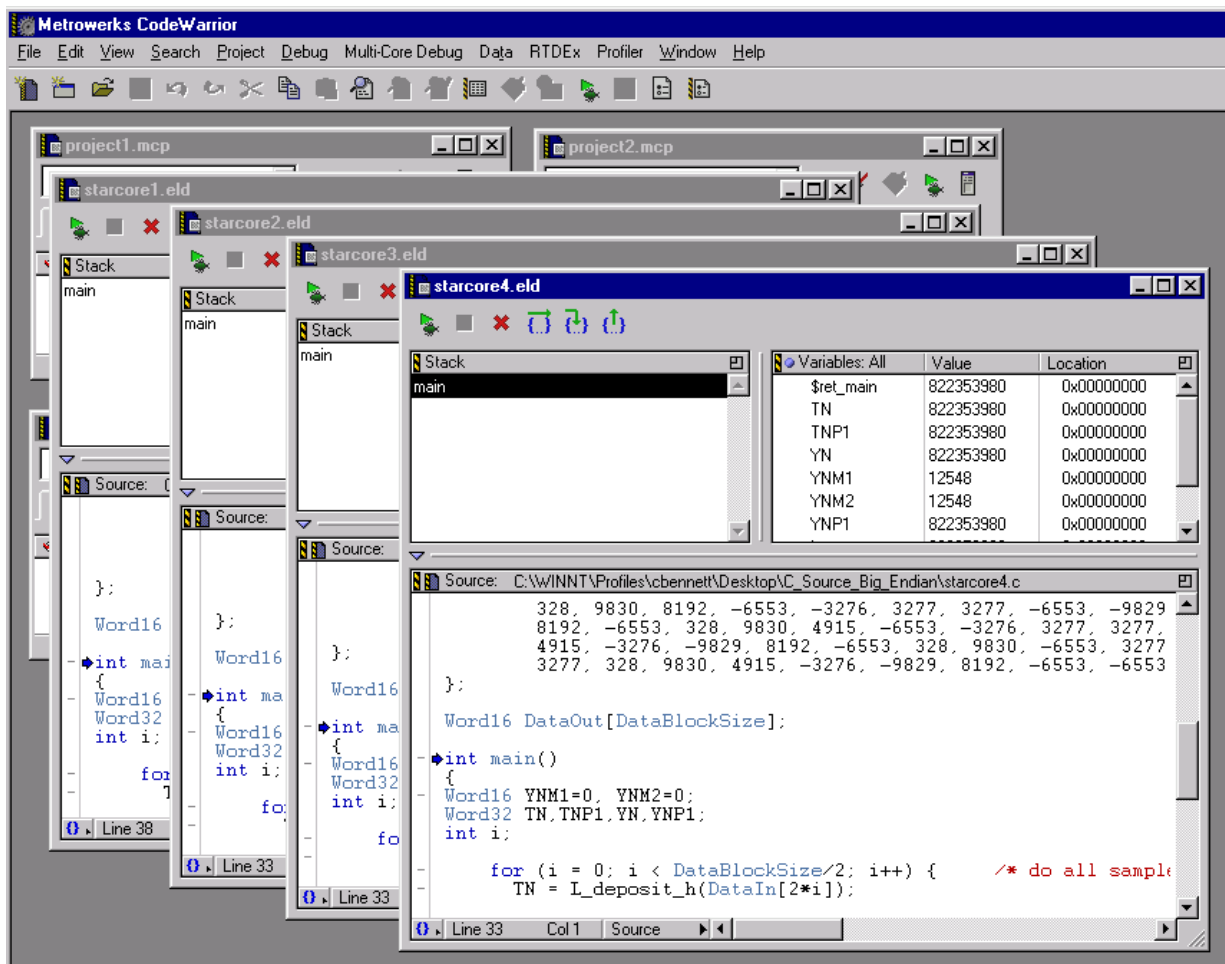 Metrowerks CodeWarrior
File Edit View Search Project Debug Multi-Core Debug Data RTDEx Profiler Window Help
project1.mcp
project2.mcp
starcore1.eld
starcore2.eld
starcore3.eld
starcore4.eld
Stack
main
Source:
};
Word16
int mai
{
Word16
Word32
int i;
for
T
Line 38
Stack
main
Source:
};
Word16
int ma
{
Word16
Word32
int i;
fo
Line 33
Stack
main
Source:
};
Word16
int ma
{
Word16
Word32
int i;
fo
Line 33
Stack
main
Variables: All Value Location
$ret_main 822353980 0x00000000
TN 822353980 0x00000000
TNP1 822353980 0x00000000
YN 822353980 0x00000000
YNM1 12548 0x00000000
YNM2 12548 0x00000000
YNP1 822353980 0x00000000
Source: C:\WINNT\Profiles\cbennett\Desktop\C_Source_Big_Endian\starcore4.c
328, 9830, 8192, -6553, -3276, 3277, 3277, -6553, -9829
8192, -6553, 328, 9830, 4915, -6553, -3276, 3277, 3277,
4915, -3276, -9829, 8192, -6553, 328, 9830, -6553, 3277
3277, 328, 9830, 4915, -3276, -9829, 8192, -6553, -6553
};
Word16 DataOut[DataBlockSize];
int main()
{
Word16 YNM1=0, YNM2=0;
Word32 TN,TNP1,YN,YNP1;
int i;
for (i = 0; i < DataBlockSize/2; i++) { /* do all sample
TN = L_deposit_h(DataIn[2*i]);
Line 33 Col 1 Source